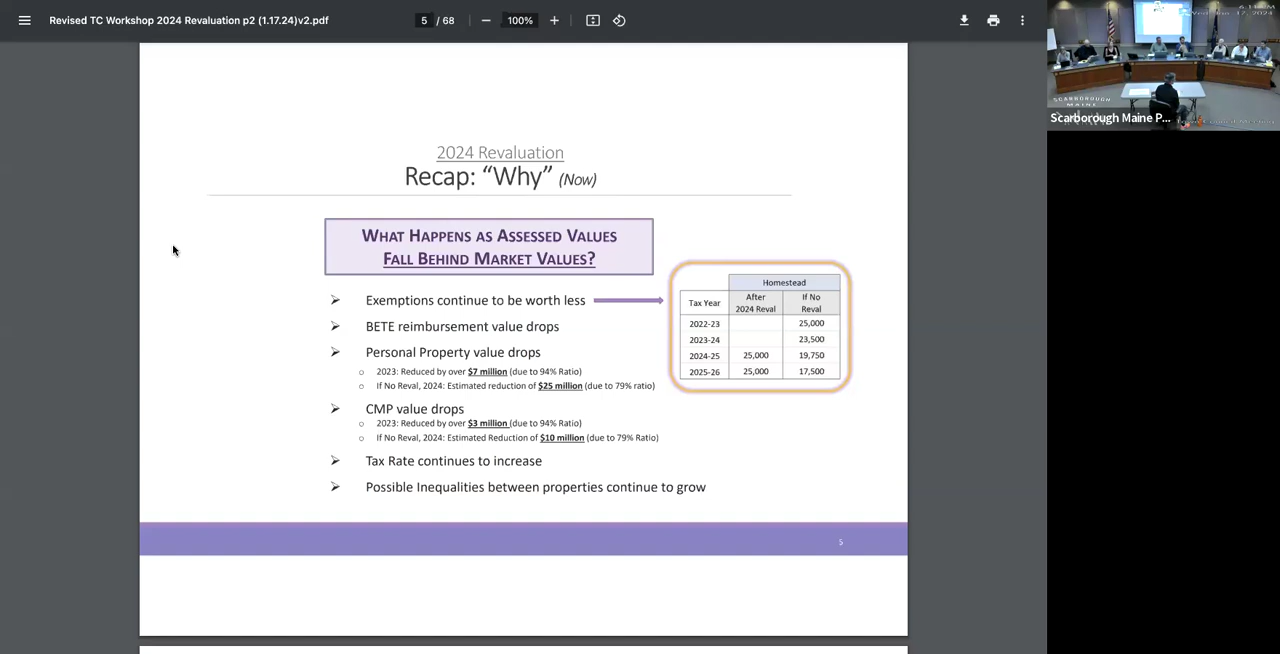 Revised TC Workshop 2024 Revaluation p2 (1.17.24)v2.pdf
5 / 68
100%
2024 Revaluation
Recap: “Why” (Now)
What Happens as Assessed Values
Fall Behind Market Values?
➢ Exemptions continue to be worth less
➢ BETE reimbursement value drops
➢ Personal Property value drops
o 2023: Reduced by over $7 million (due to 94% Ratio)
o If No Reval, 2024: Estimated reduction of $25 million (due to 79% ratio)
➢ CMP value drops
o 2023: Reduced by over $3 million (due to 94% Ratio)
o If No Reval, 2024: Estimated Reduction of $10 million (due to 79% Ratio)
➢ Tax Rate continues to increase
➢ Possible Inequalities between properties continue to grow
Homestead
Tax Year After 2024 Reval If No Reval
2022-23 25,000
2023-24 23,500
2024-25 25,000 19,750
2025-26 25,000 17,500
5
SCARBOROUGH
MAINE
Scarborough Maine P...